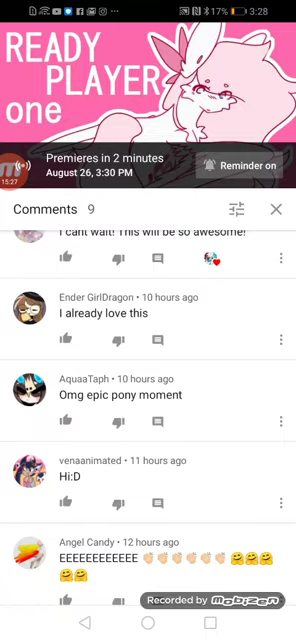 17% 3:28
READY
PLAYER
one
Premieres in 2 minutes
August 26, 3:30 PM
Reminder on
15:27
Comments 9
I cant wait! This will be so awesome!
Ender GirlDragon • 10 hours ago
I already love this
AquaaTaph • 10 hours ago
Omg epic pony moment
venaanimated • 11 hours ago
Hi:D
Angel Candy • 12 hours ago
EEEEEEEEEEEE 👏🏻👏🏻👏🏻👏🏻👏🏻👏🏻 🤗🤗🤗
🤗🤗
Recorded by Mobizen